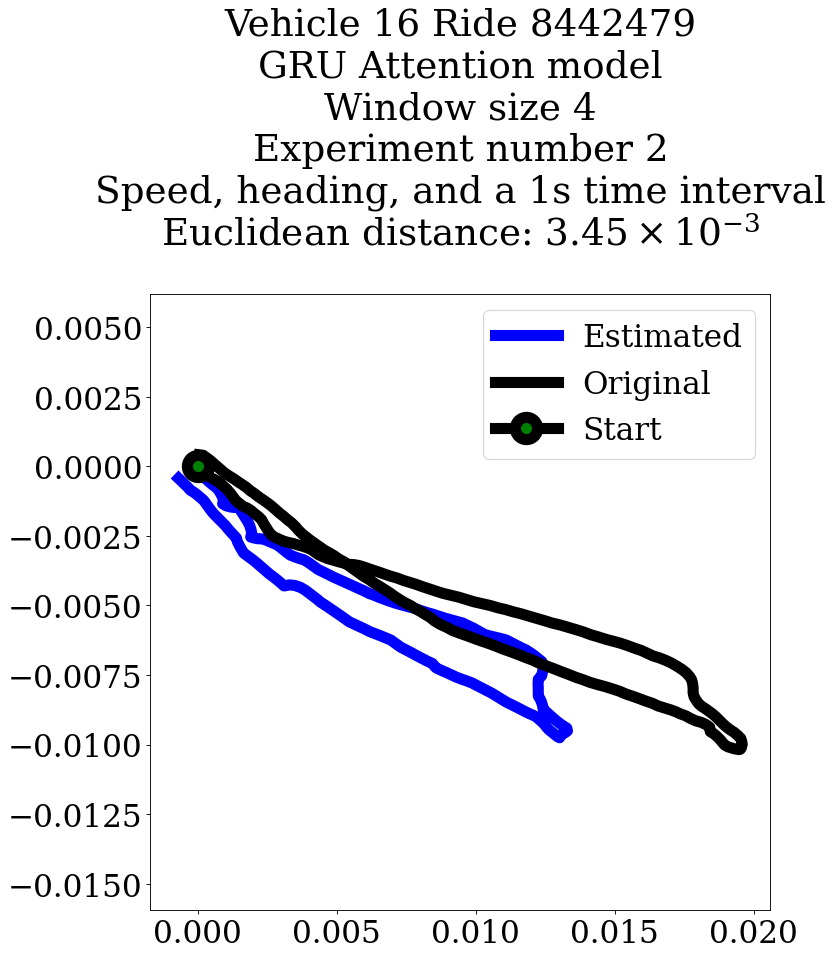 Vehicle 16 Ride 8442479
GRU Attention model
Window size 4
Experiment number 2
Speed, heading, and a 1s time interval
Euclidean distance: 3.45 × 10⁻³
Estimated
Original
Start
0.0050
0.0025
0.0000
−0.0025
−0.0050
−0.0075
−0.0100
−0.0125
−0.0150
0.000 0.005 0.010 0.015 0.020